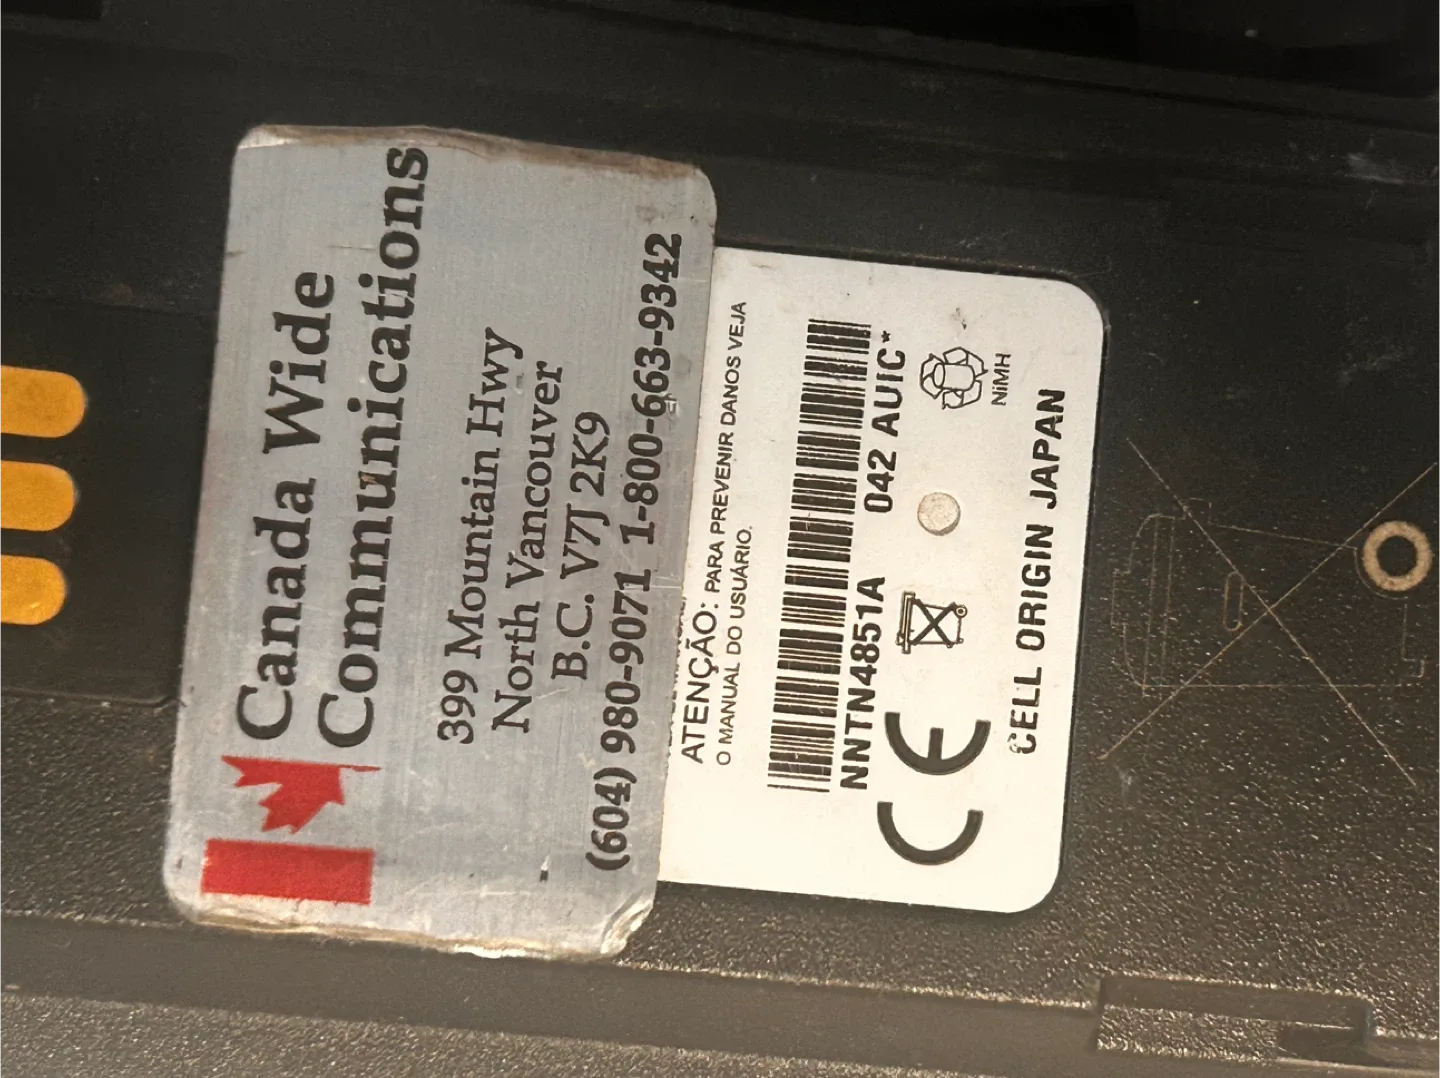 Canada Wide
Communications
399 Mountain Hwy
North Vancouver
B.C. V7J 2K9
(604) 980-9071 1-800-663-9342
ATENÇÃO: PARA PREVENIR DANOS VEJA
O MANUAL DO USUÁRIO.
NNTN4851A 042 AUIC*
CE
NiMH
CELL ORIGIN JAPAN